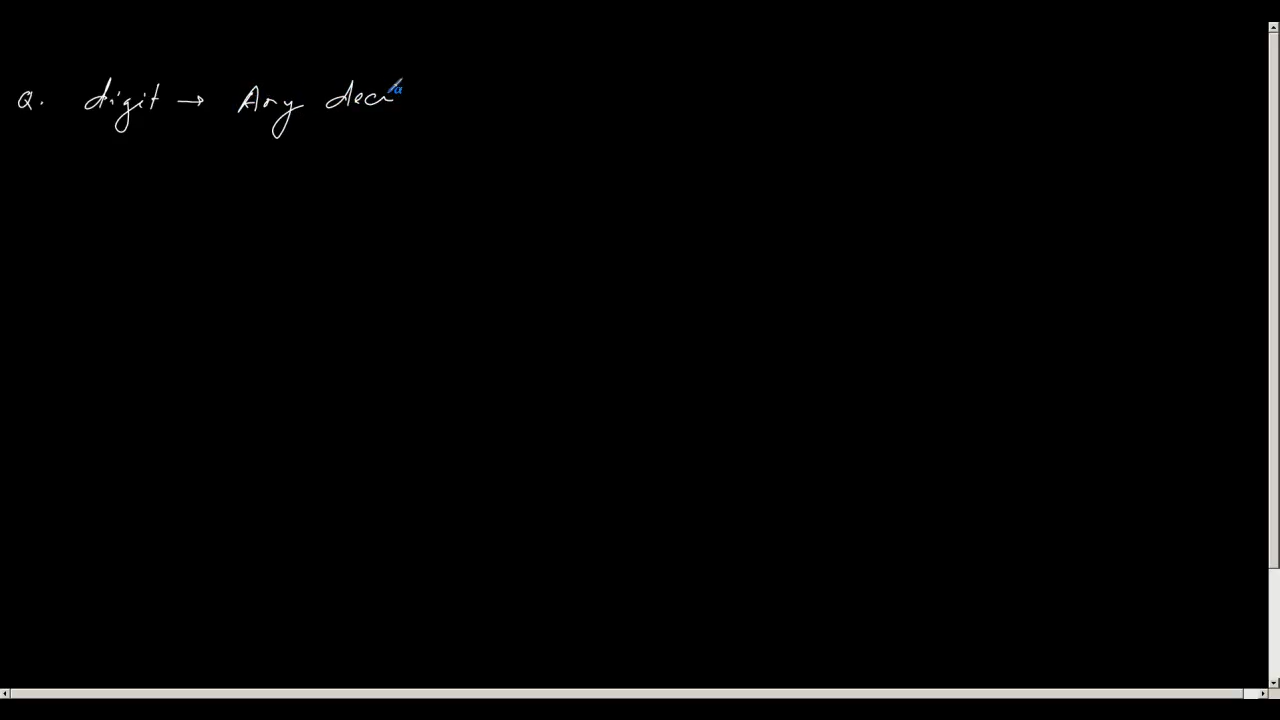 Q. digit → Any deci